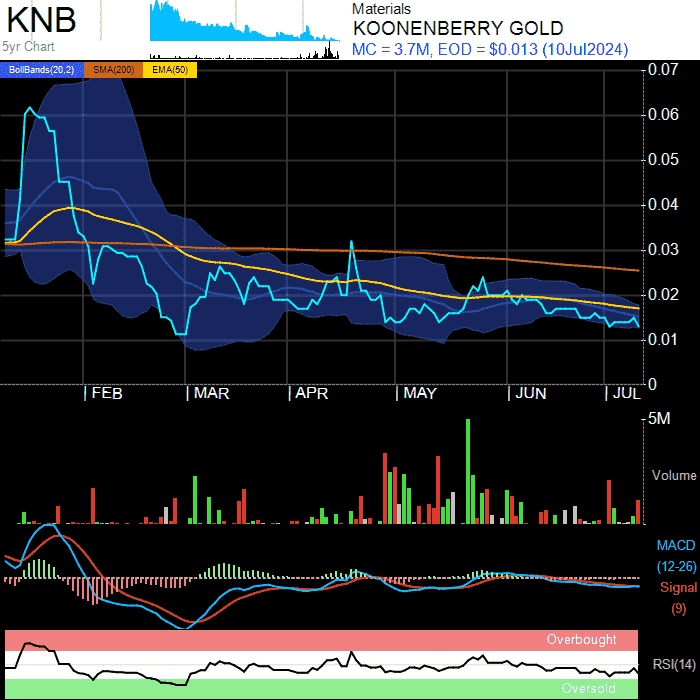 KNB
5yr Chart
Materials
KOONENBERRY GOLD
MC = 3.7M, EOD = $0.013 (10Jul2024)
BollBands(20,2) SMA(200) EMA(50)
0.07
0.06
0.05
0.04
0.03
0.02
0.01
0
FEB MAR APR MAY JUN JUL
5M
Volume
MACD
(12-26)
Signal
(9)
Overbought
RSI(14)
Oversold